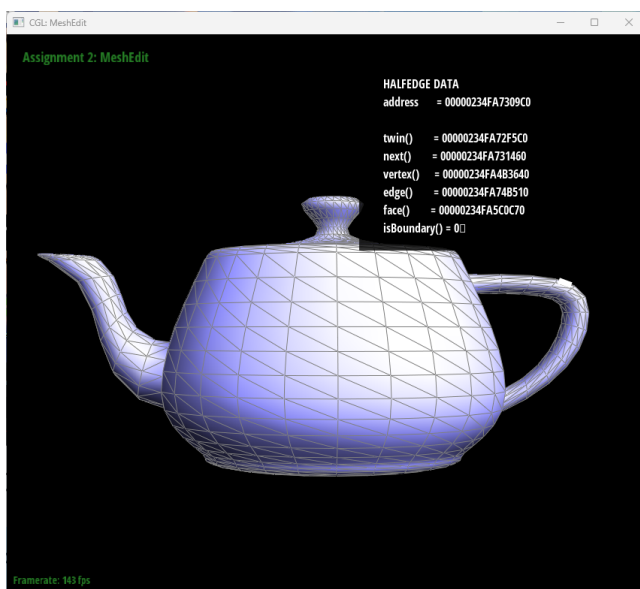 CGL: MeshEdit
Assignment 2: MeshEdit
HALFEDGE DATA
address = 00000234FA7309C0
twin() = 00000234FA72F5C0
next() = 00000234FA731460
vertex() = 00000234FA4B3640
edge() = 00000234FA74B510
face() = 00000234FA5C0C70
isBoundary() = 0▯
Framerate: 143 fps